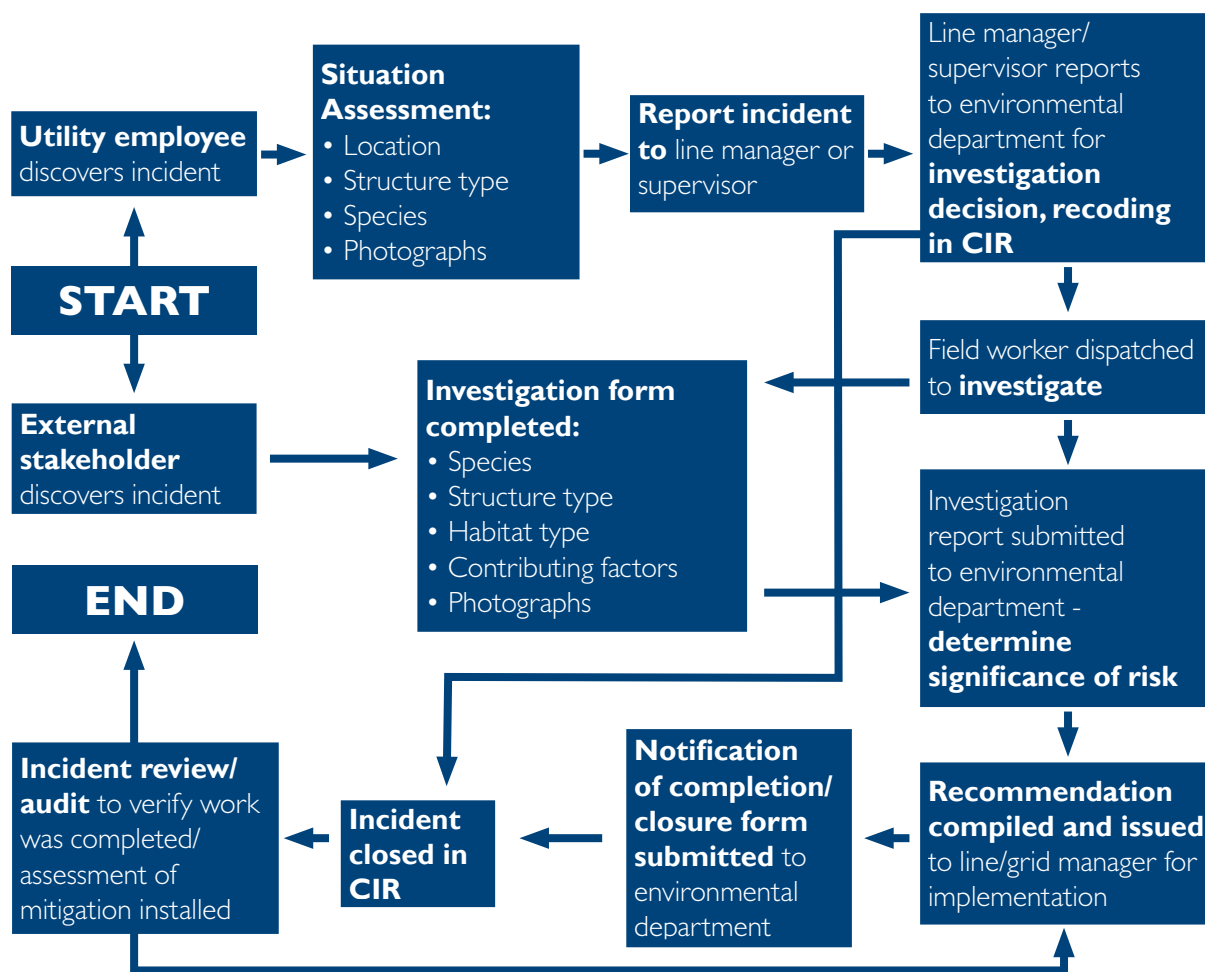 START
Utility employee
discovers incident
Situation
Assessment:
• Location
• Structure type
• Species
• Photographs
Report incident
to line manager or
supervisor
Line manager/
supervisor reports
to environmental
department for
investigation
decision, recoding
in CIR
Field worker dispatched
to investigate
External
stakeholder
discovers incident
Investigation form
completed:
• Species
• Structure type
• Habitat type
• Contributing factors
• Photographs
Investigation
report submitted
to environmental
department -
determine
significance of risk
Recommendation
compiled and issued
to line/grid manager for
implementation
Notification
of completion/
closure form
submitted to
environmental
department
Incident
closed in
CIR
Incident review/
audit to verify work
was completed/
assessment of
mitigation installed
END